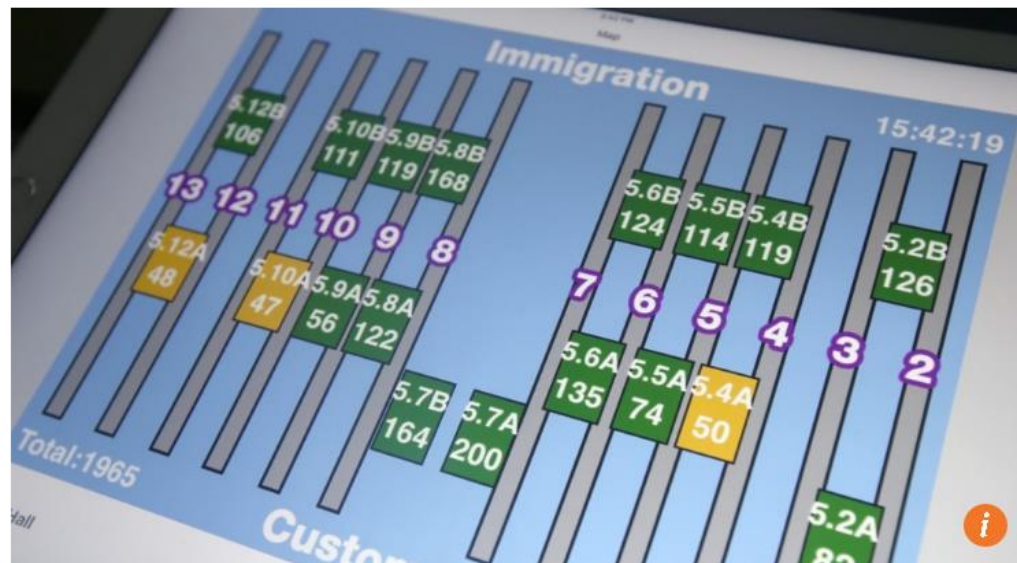 Map
Immigration
15:42:19
5.12B
106
5.10B
111
5.9B
119
5.8B
168
5.6B
124
5.5B
114
5.4B
119
5.2B
126
13
12
11
10
9
8
7
6
5
4
3
2
5.12A
48
5.10A
47
5.9A
56
5.8A
122
5.6A
135
5.5A
74
5.4A
50
5.7B
164
5.7A
200
5.2A
Total:1965
Hall
Custom
i